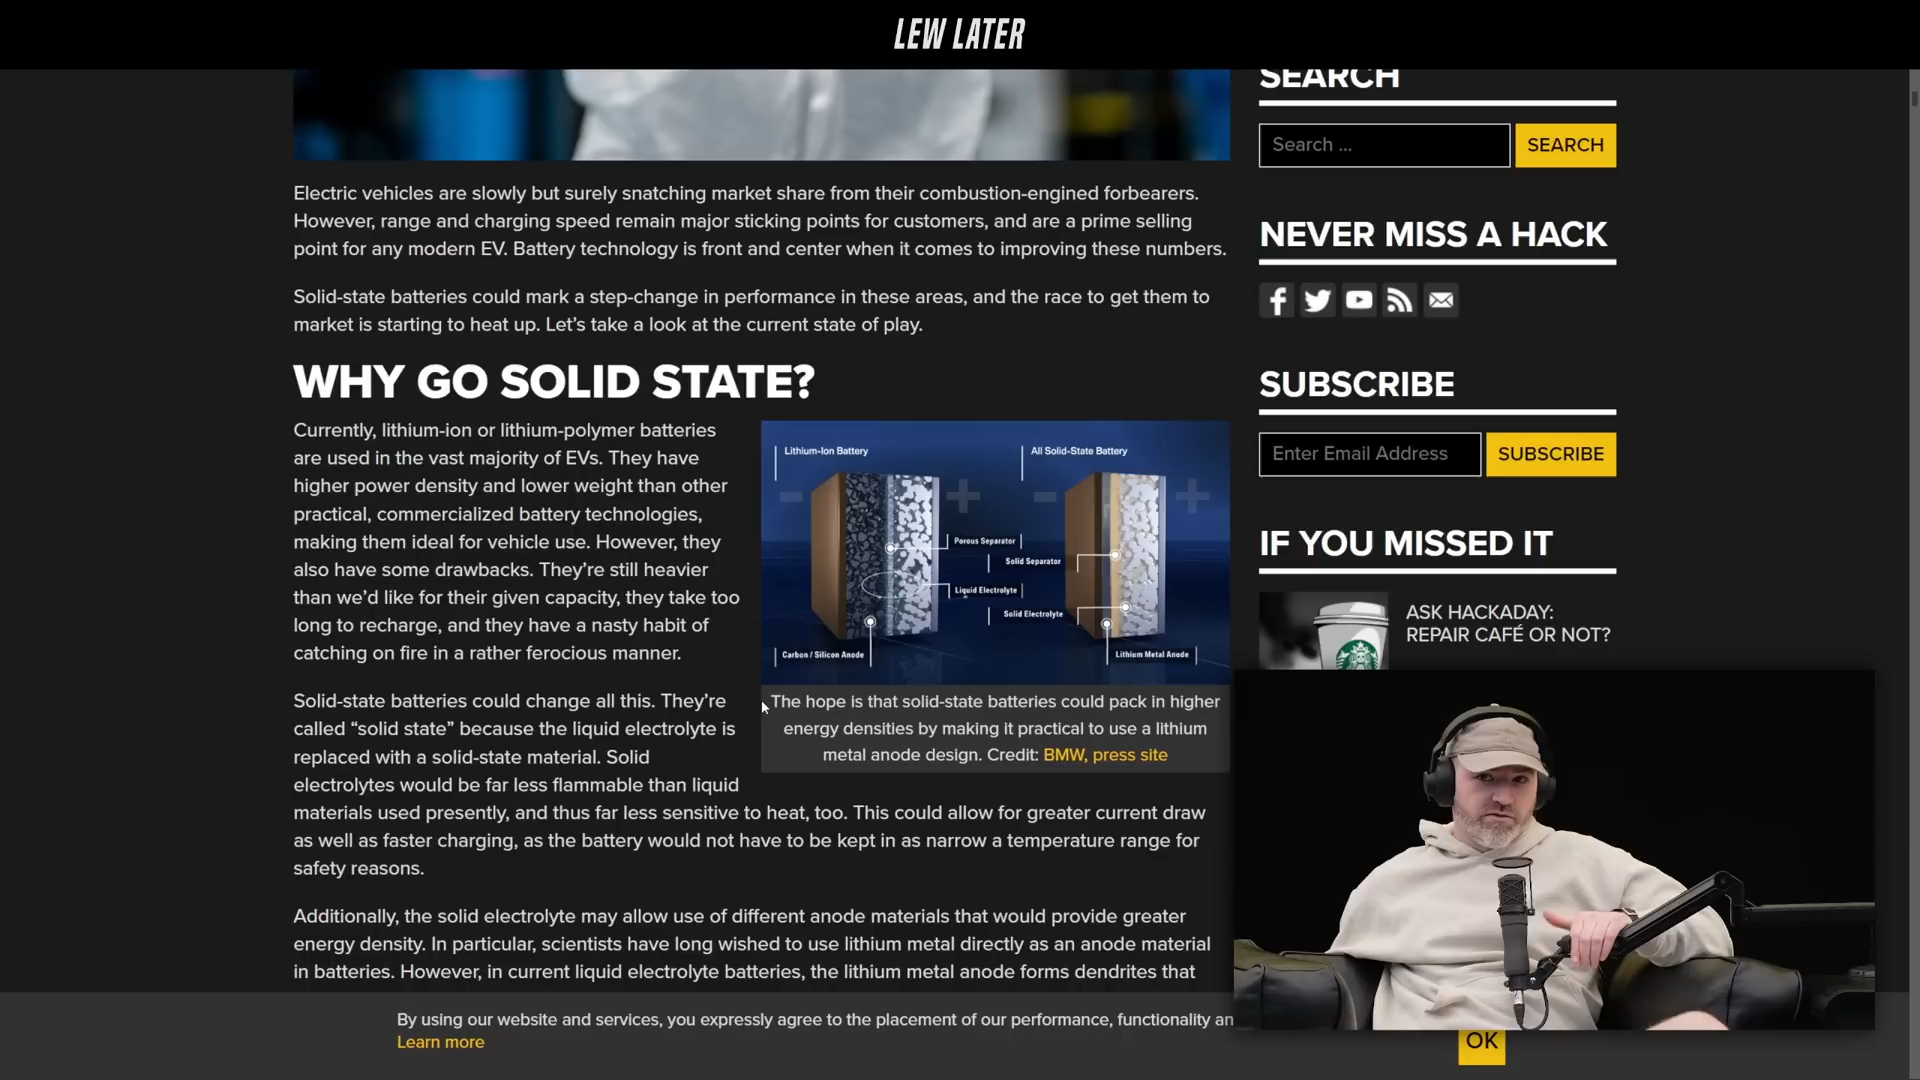 LEW LATER
Electric vehicles are slowly but surely snatching market share from their combustion-engined forbearers.
However, range and charging speed remain major sticking points for customers, and are a prime selling
point for any modern EV. Battery technology is front and center when it comes to improving these numbers.
Solid-state batteries could mark a step-change in performance in these areas, and the race to get them to
market is starting to heat up. Let’s take a look at the current state of play.
WHY GO SOLID STATE?
Currently, lithium-ion or lithium-polymer batteries
are used in the vast majority of EVs. They have
higher power density and lower weight than other
practical, commercialized battery technologies,
making them ideal for vehicle use. However, they
also have some drawbacks. They’re still heavier
than we’d like for their given capacity, they take too
long to recharge, and they have a nasty habit of
catching on fire in a rather ferocious manner.
Lithium-Ion Battery
All Solid-State Battery
− +
− +
Porous Separator
Solid Separator
Liquid Electrolyte
Solid Electrolyte
Carbon / Silicon Anode
Lithium Metal Anode
The hope is that solid-state batteries could pack in higher
energy densities by making it practical to use a lithium
metal anode design. Credit: BMW, press site
Solid-state batteries could change all this. They’re
called “solid state” because the liquid electrolyte is
replaced with a solid-state material. Solid
electrolytes would be far less flammable than liquid
materials used presently, and thus far less sensitive to heat, too. This could allow for greater current draw
as well as faster charging, as the battery would not have to be kept in as narrow a temperature range for
safety reasons.
Additionally, the solid electrolyte may allow use of different anode materials that would provide greater
energy density. In particular, scientists have long wished to use lithium metal directly as an anode material
in batteries. However, in current liquid electrolyte batteries, the lithium metal anode forms dendrites that
SEARCH
Search ...
SEARCH
NEVER MISS A HACK
SUBSCRIBE
Enter Email Address
SUBSCRIBE
IF YOU MISSED IT
ASK HACKADAY:
REPAIR CAFÉ OR NOT?
By using our website and services, you expressly agree to the placement of our performance, functionality an
Learn more
OK